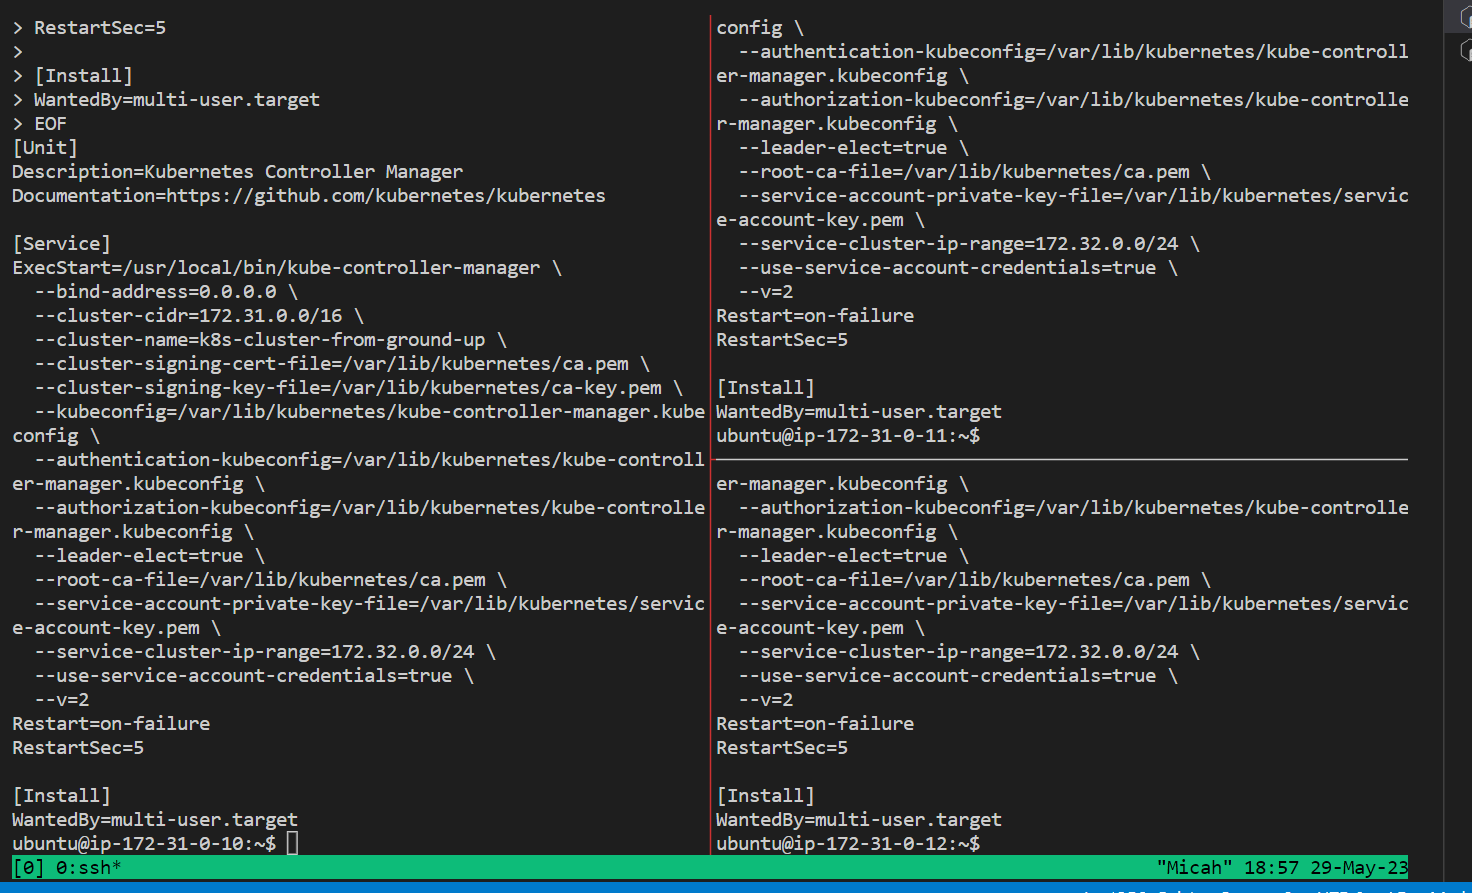 > RestartSec=5
>
> [Install]
> WantedBy=multi-user.target
> EOF
[Unit]
Description=Kubernetes Controller Manager
Documentation=https://github.com/kubernetes/kubernetes

[Service]
ExecStart=/usr/local/bin/kube-controller-manager \
  --bind-address=0.0.0.0 \
  --cluster-cidr=172.31.0.0/16 \
  --cluster-name=k8s-cluster-from-ground-up \
  --cluster-signing-cert-file=/var/lib/kubernetes/ca.pem \
  --cluster-signing-key-file=/var/lib/kubernetes/ca-key.pem \
  --kubeconfig=/var/lib/kubernetes/kube-controller-manager.kube
config \
  --authentication-kubeconfig=/var/lib/kubernetes/kube-controll
er-manager.kubeconfig \
  --authorization-kubeconfig=/var/lib/kubernetes/kube-controlle
r-manager.kubeconfig \
  --leader-elect=true \
  --root-ca-file=/var/lib/kubernetes/ca.pem \
  --service-account-private-key-file=/var/lib/kubernetes/servic
e-account-key.pem \
  --service-cluster-ip-range=172.32.0.0/24 \
  --use-service-account-credentials=true \
  --v=2
Restart=on-failure
RestartSec=5

[Install]
WantedBy=multi-user.target
ubuntu@ip-172-31-0-10:~$
config \
  --authentication-kubeconfig=/var/lib/kubernetes/kube-controll
er-manager.kubeconfig \
  --authorization-kubeconfig=/var/lib/kubernetes/kube-controlle
r-manager.kubeconfig \
  --leader-elect=true \
  --root-ca-file=/var/lib/kubernetes/ca.pem \
  --service-account-private-key-file=/var/lib/kubernetes/servic
e-account-key.pem \
  --service-cluster-ip-range=172.32.0.0/24 \
  --use-service-account-credentials=true \
  --v=2
Restart=on-failure
RestartSec=5

[Install]
WantedBy=multi-user.target
ubuntu@ip-172-31-0-11:~$
er-manager.kubeconfig \
  --authorization-kubeconfig=/var/lib/kubernetes/kube-controlle
r-manager.kubeconfig \
  --leader-elect=true \
  --root-ca-file=/var/lib/kubernetes/ca.pem \
  --service-account-private-key-file=/var/lib/kubernetes/servic
e-account-key.pem \
  --service-cluster-ip-range=172.32.0.0/24 \
  --use-service-account-credentials=true \
  --v=2
Restart=on-failure
RestartSec=5

[Install]
WantedBy=multi-user.target
ubuntu@ip-172-31-0-12:~$
[0] 0:ssh* "Micah" 18:57 29-May-23